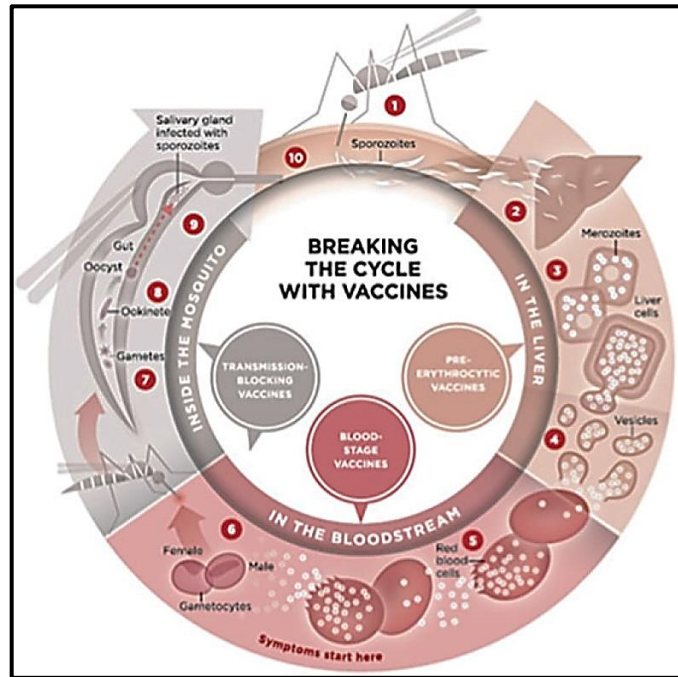 1
Salivary gland
infected with
sporozoites
10
Sporozoites
2
9
BREAKING
THE CYCLE
WITH VACCINES
Merozoites
3
Gut
Oocyst
8
Liver
cells
Ookinete
INSIDE THE MOSQUITO
IN THE LIVER
TRANSMISSION-
BLOCKING
VACCINES
PRE-
ERYTHROCYTIC
VACCINES
Gametes
7
Vesicles
BLOOD-
STAGE
VACCINES
4
IN THE BLOODSTREAM
6
5
Female
Male
Red
blood
cells
Gametocytes
Symptoms start here